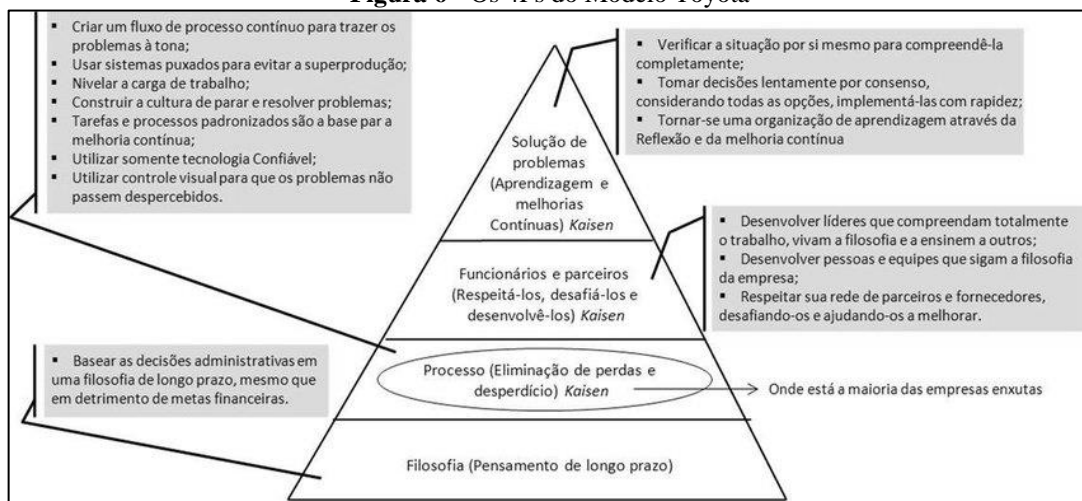 Figura 6 - Os 4Ps do Modelo Toyota
▪ Criar um fluxo de processo contínuo para trazer os
problemas à tona;
▪ Usar sistemas puxados para evitar a superprodução;
▪ Nivelar a carga de trabalho;
▪ Construir a cultura de parar e resolver problemas;
▪ Tarefas e processos padronizados são a base par a
melhoria contínua;
▪ Utilizar somente tecnologia Confiável;
▪ Utilizar controle visual para que os problemas não
passem despercebidos.
▪ Verificar a situação por si mesmo para compreendê-la
completamente;
▪ Tomar decisões lentamente por consenso,
considerando todas as opções, implementá-las com rapidez;
▪ Tornar-se uma organização de aprendizagem através da
Reflexão e da melhoria contínua
Solução de
problemas
(Aprendizagem e
melhorias
Contínuas) Kaisen
▪ Desenvolver líderes que compreendam totalmente
o trabalho, vivam a filosofia e a ensinem a outros;
▪ Desenvolver pessoas e equipes que sigam a filosofia
da empresa;
▪ Respeitar sua rede de parceiros e fornecedores,
desafiando-os e ajudando-os a melhorar.
Funcionários e parceiros
(Respeitá-los, desafiá-los e
desenvolvê-los) Kaisen
▪ Basear as decisões administrativas em
uma filosofia de longo prazo, mesmo que
em detrimento de metas financeiras.
Processo (Eliminação de perdas e
desperdício) Kaisen
Onde está a maioria das empresas enxutas
Filosofia (Pensamento de longo prazo)